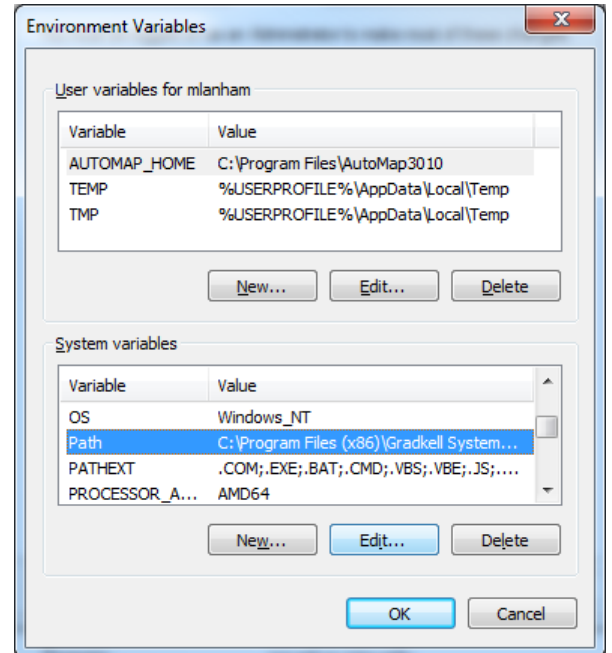 Environment Variables
User variables for mlanham
Variable Value
AUTOMAP_HOME C:\Program Files\AutoMap3010
TEMP %USERPROFILE%\AppData\Local\Temp
TMP %USERPROFILE%\AppData\Local\Temp
New... Edit... Delete
System variables
Variable Value
OS Windows_NT
Path C:\Program Files (x86)\Gradkell System...
PATHEXT .COM;.EXE;.BAT;.CMD;.VBS;.VBE;.JS;....
PROCESSOR_A... AMD64
New... Edit... Delete
OK Cancel